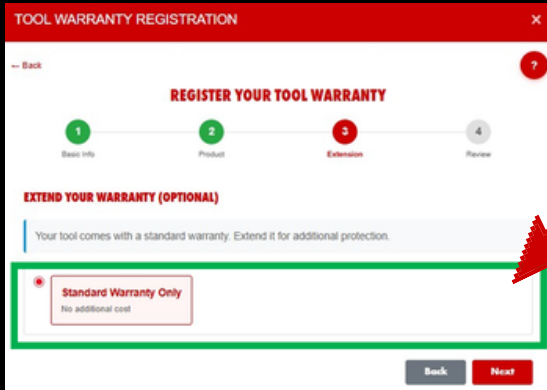 TOOL WARRANTY REGISTRATION ×
← Back
?
REGISTER YOUR TOOL WARRANTY
1 2 3 4
Basic Info Product Extension Review
EXTEND YOUR WARRANTY (OPTIONAL)
Your tool comes with a standard warranty. Extend it for additional protection.
Standard Warranty Only
No additional cost
Back Next